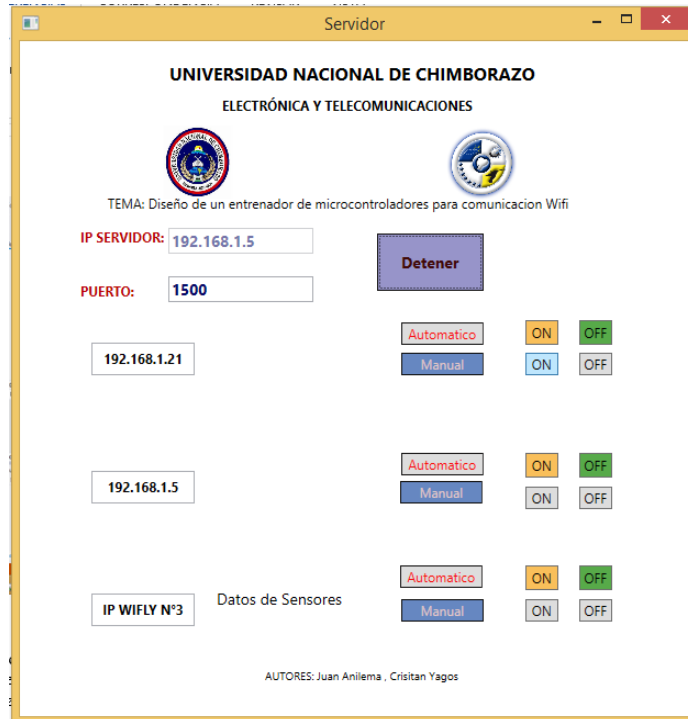 Servidor
UNIVERSIDAD NACIONAL DE CHIMBORAZO
ELECTRÓNICA Y TELECOMUNICACIONES
TEMA: Diseño de un entrenador de microcontroladores para comunicacion Wifi
IP SERVIDOR: 192.168.1.5
Detener
PUERTO: 1500
Automatico ON OFF
192.168.1.21
Manual ON OFF
Automatico ON OFF
192.168.1.5
Manual ON OFF
Automatico ON OFF
IP WIFLY N°3 Datos de Sensores
Manual ON OFF
AUTORES: Juan Anilema , Crisitan Yagos